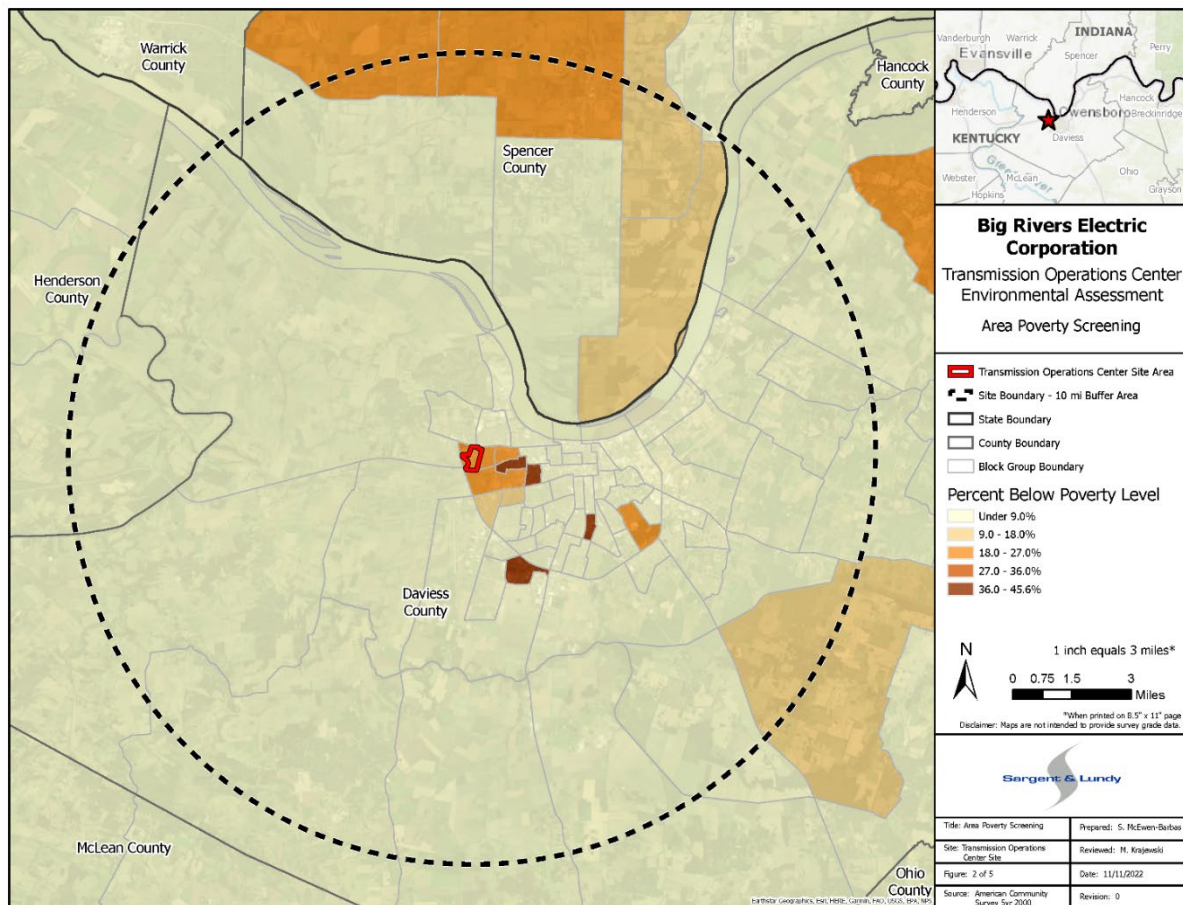 Warrick
County
Hancock
County
Spencer
County
Henderson
County
Daviess
County
McLean County
Ohio
County
Earthstar Geographics, Esri, HERE, Garmin, FAO, USGS, EPA, NPS
INDIANA
Vanderburgh
Warrick
Evansville
Spencer
Perry
Hancock
Henderson
Owensboro
Breckinridge
KENTUCKY
Daviess
Green River
Webster
McLean
Ohio
Hopkins
Grayson
Big Rivers Electric
Corporation
Transmission Operations Center
Environmental Assessment
Area Poverty Screening
Transmission Operations Center Site Area
Site Boundary - 10 mi Buffer Area
State Boundary
County Boundary
Block Group Boundary
Percent Below Poverty Level
Under 9.0%
9.0 - 18.0%
18.0 - 27.0%
27.0 - 36.0%
36.0 - 45.6%
N
1 inch equals 3 miles*
0 0.75 1.5 3
Miles
*When printed on 8.5" x 11" page
Disclaimer: Maps are not intended to provide survey grade data.
Sargent & Lundy
Title: Area Poverty Screening
Prepared: S. McEwen-Barbas
Site: Transmission Operations
Center Site
Reviewed: M. Krajewski
Figure: 2 of 5
Date: 11/11/2022
Source: American Community
Survey 5yr 2000
Revision: 0